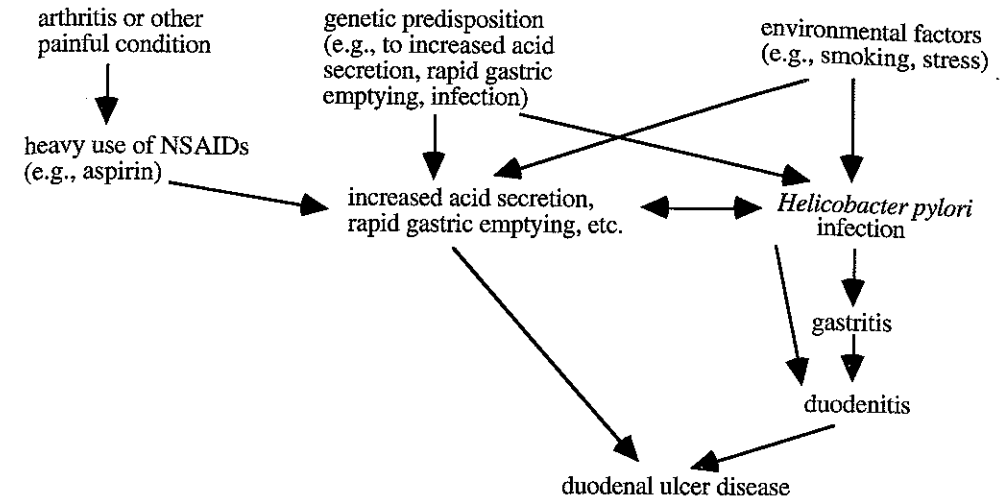 arthritis or other
painful condition
genetic predisposition
(e.g., to increased acid
secretion, rapid gastric
emptying, infection)
environmental factors
(e.g., smoking, stress)
heavy use of NSAIDs
(e.g., aspirin)
increased acid secretion,
rapid gastric emptying, etc.
Helicobacter pylori
infection
gastritis
duodenitis
duodenal ulcer disease